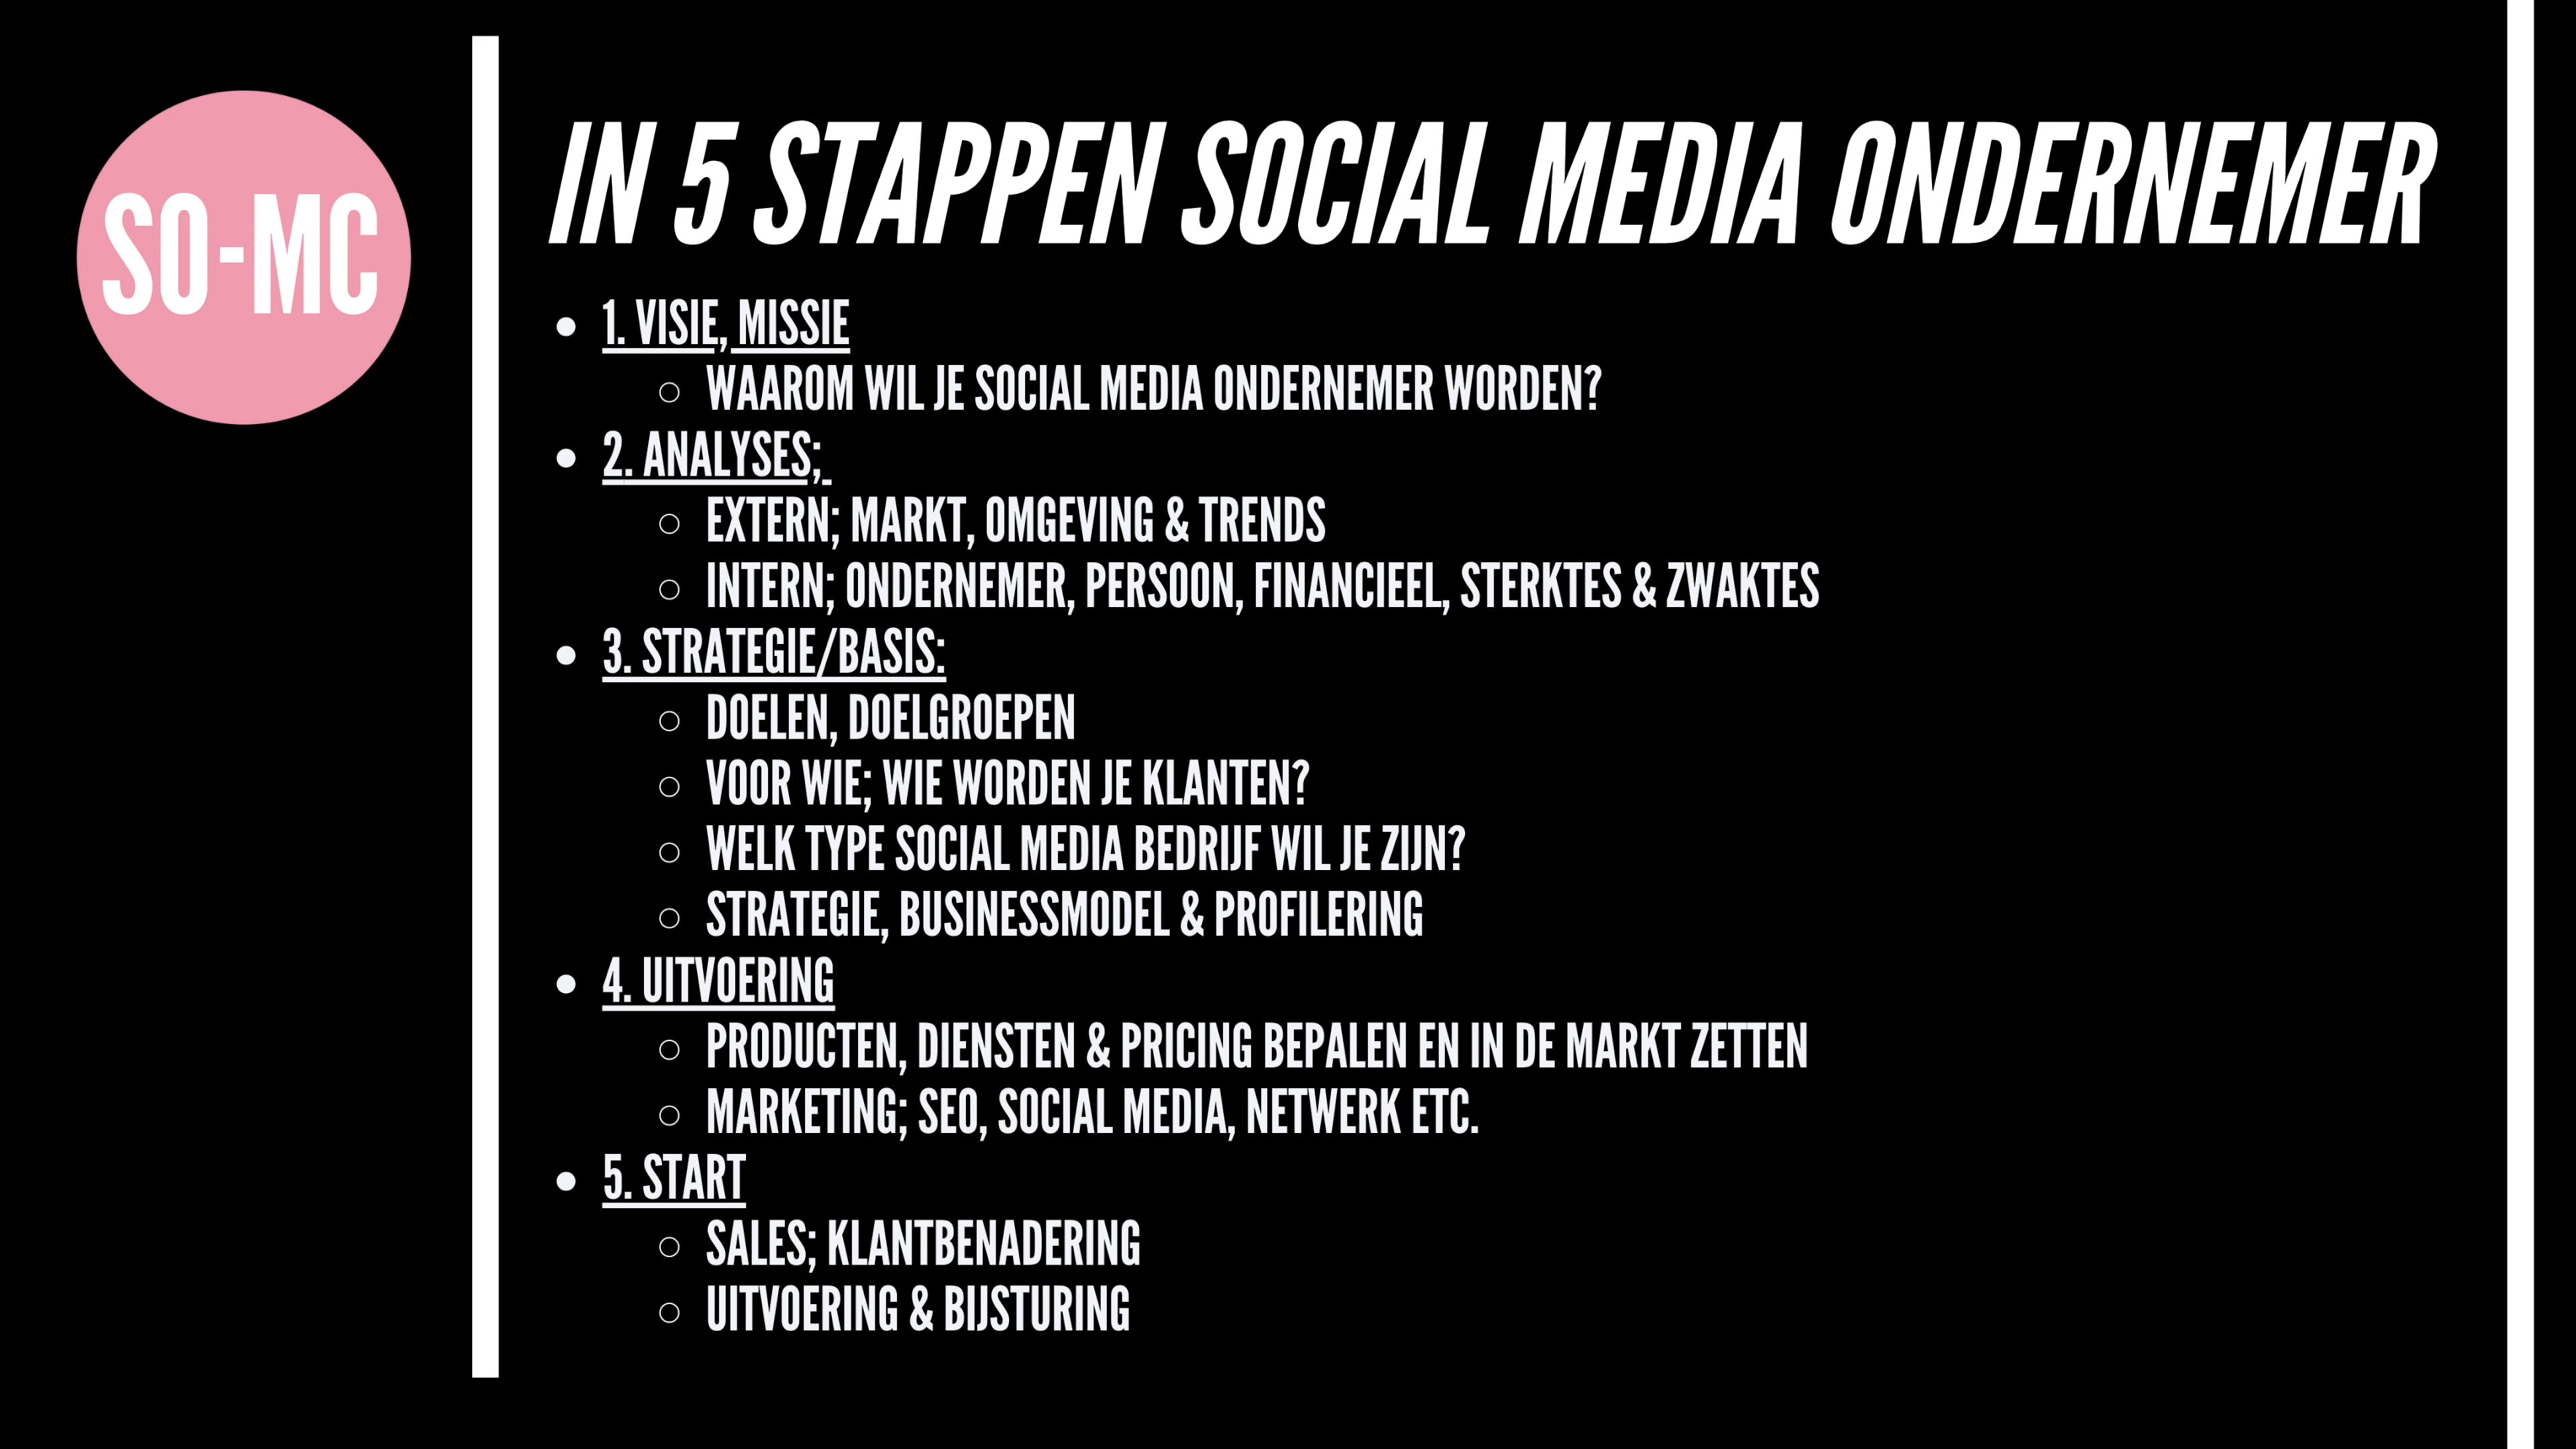 SO-MC
IN 5 STAPPEN SOCIAL MEDIA ONDERNEMER
1. VISIE, MISSIE
WAAROM WIL JE SOCIAL MEDIA ONDERNEMER WORDEN?
2. ANALYSES;
EXTERN; MARKT, OMGEVING & TRENDS
INTERN; ONDERNEMER, PERSOON, FINANCIEEL, STERKTES & ZWAKTES
3. STRATEGIE/BASIS:
DOELEN, DOELGROEPEN
VOOR WIE; WIE WORDEN JE KLANTEN?
WELK TYPE SOCIAL MEDIA BEDRIJF WIL JE ZIJN?
STRATEGIE, BUSINESSMODEL & PROFILERING
4. UITVOERING
PRODUCTEN, DIENSTEN & PRICING BEPALEN EN IN DE MARKT ZETTEN
MARKETING; SEO, SOCIAL MEDIA, NETWERK ETC.
5. START
SALES; KLANTBENADERING
UITVOERING & BIJSTURING